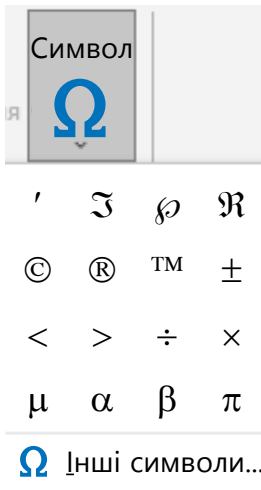 Символ
Ω
я
′ ℑ ℘ ℜ
© ® ™ ±
< > ÷ ×
μ α β π
Ω Інші символи...